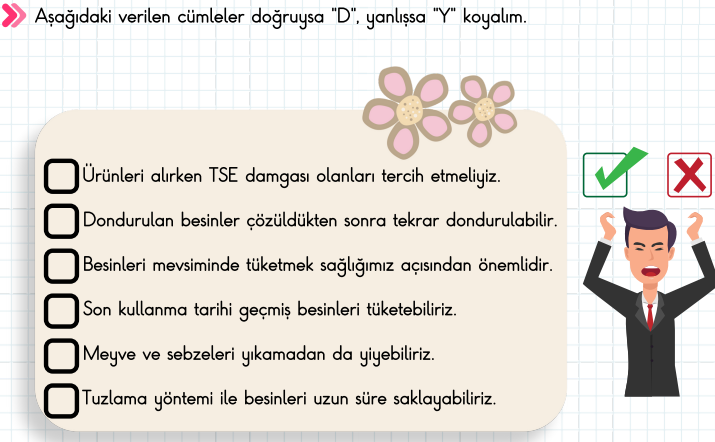 Aşağıdaki verilen cümleler doğruysa "D", yanlışsa "Y" koyalım.
Ürünleri alırken TSE damgası olanları tercih etmeliyiz.
Dondurulan besinler çözüldükten sonra tekrar dondurulabilir.
Besinleri mevsiminde tüketmek sağlığımız açısından önemlidir.
Son kullanma tarihi geçmiş besinleri tüketebiliriz.
Meyve ve sebzeleri yıkamadan da yiyebiliriz.
Tuzlama yöntemi ile besinleri uzun süre saklayabiliriz.